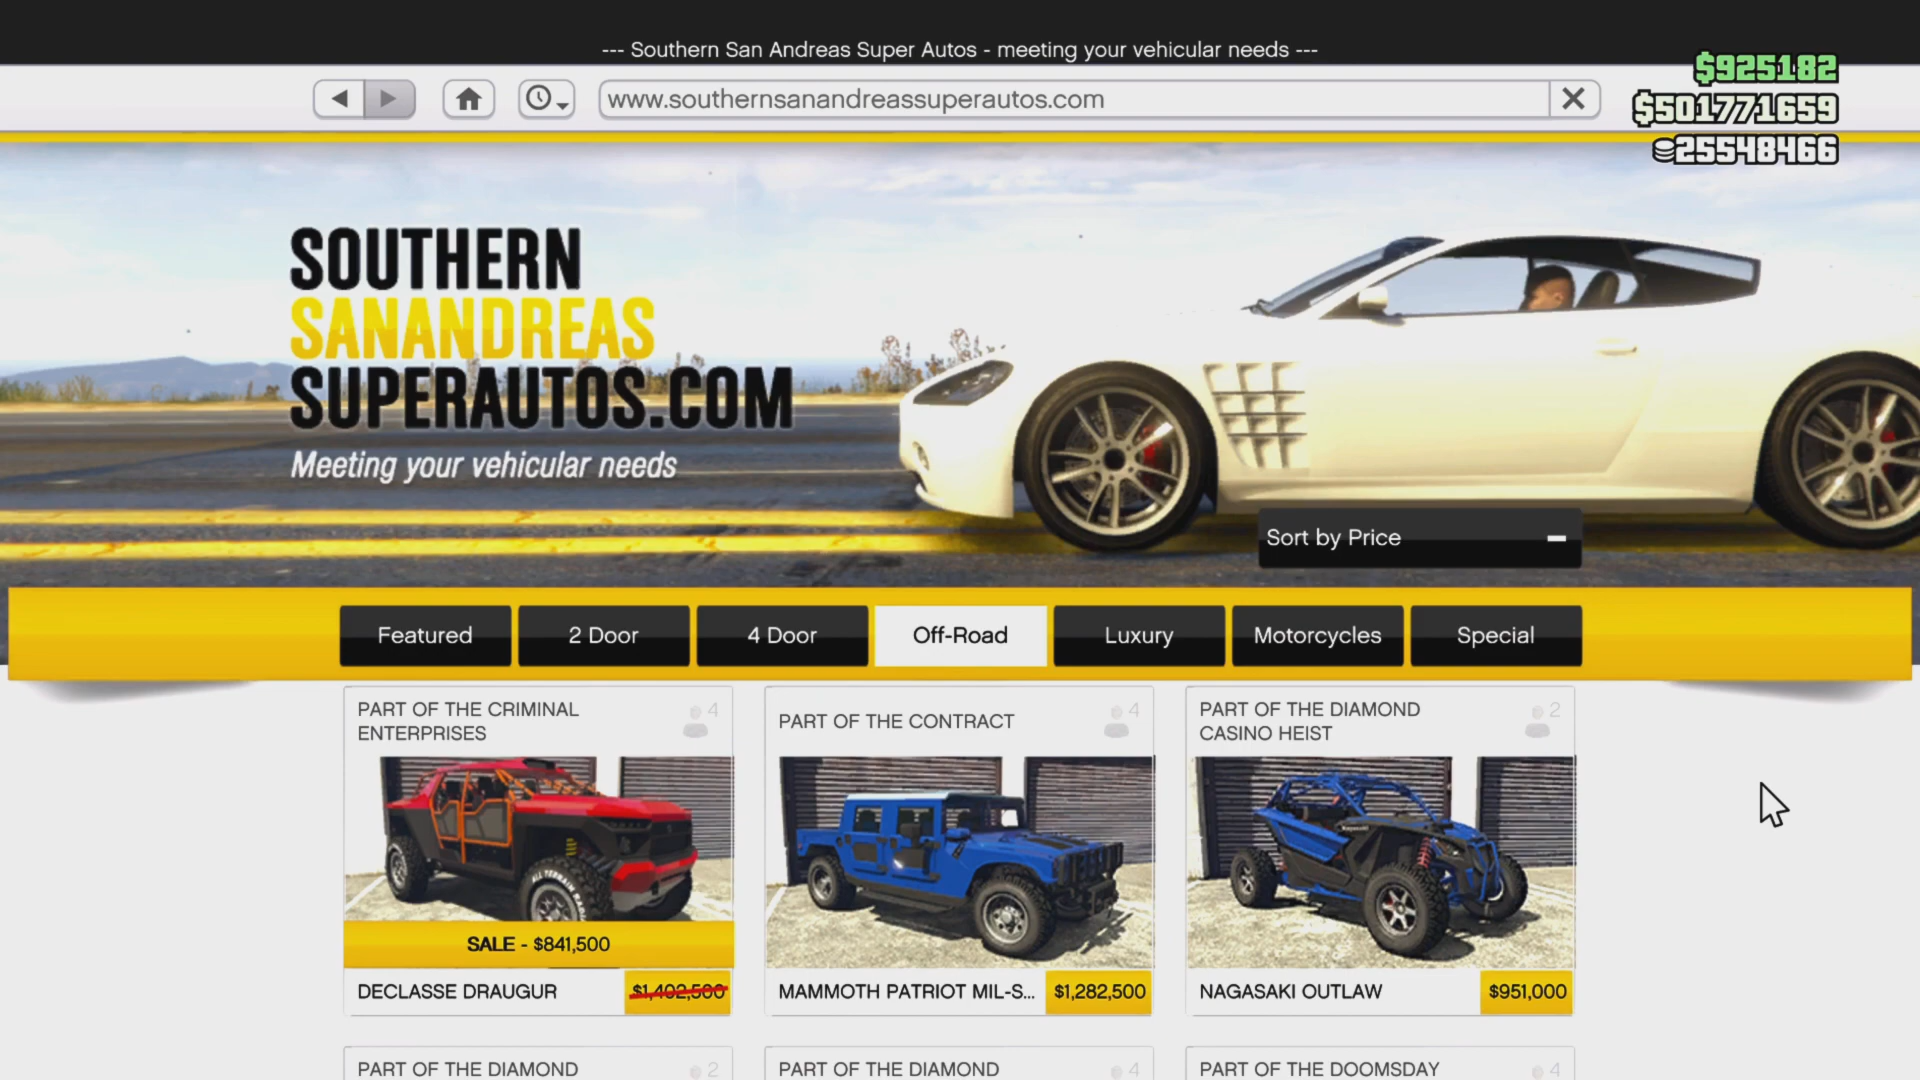 --- Southern San Andreas Super Autos - meeting your vehicular needs ---
www.southernsanandreassuperautos.com
$925182
$501771659
25548466
SOUTHERN
SANANDREAS
SUPERAUTOS.COM
Meeting your vehicular needs
Sort by Price
Featured
2 Door
4 Door
Off-Road
Luxury
Motorcycles
Special
PART OF THE CRIMINAL
ENTERPRISES
4
ALL TERRAIN
SALE - $841,500
DECLASSE DRAUGUR
$1,402,500
PART OF THE CONTRACT
4
MAMMOTH PATRIOT MIL-S...
$1,282,500
PART OF THE DIAMOND
CASINO HEIST
2
NAGASAKI OUTLAW
$951,000
PART OF THE DIAMOND
2
PART OF THE DIAMOND
4
PART OF THE DOOMSDAY
4